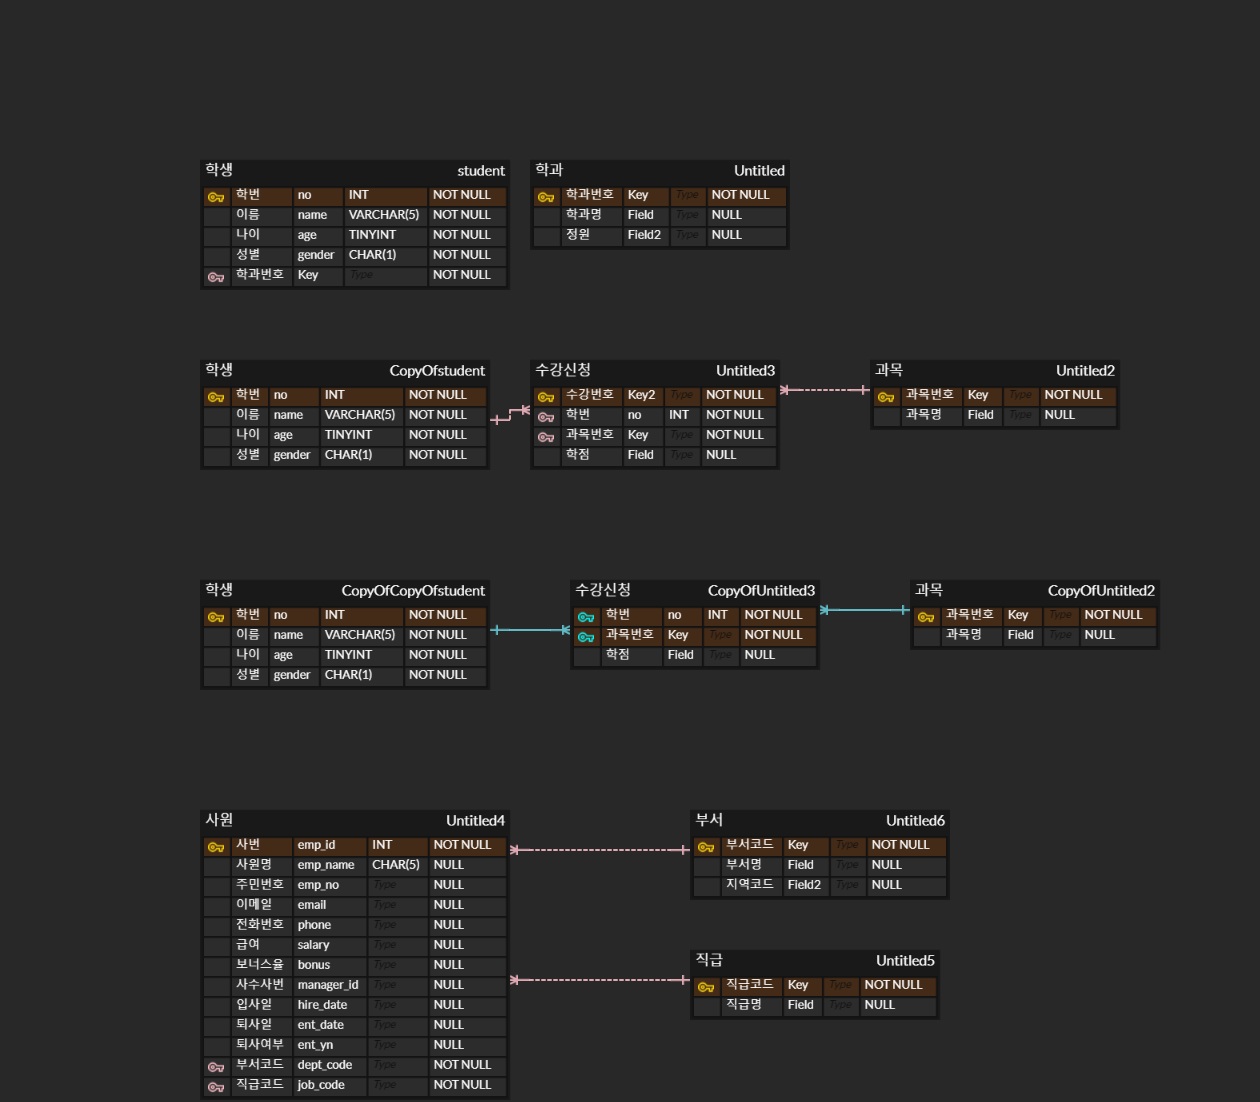 학생 student
학번 no INT NOT NULL
이름 name VARCHAR(5) NOT NULL
나이 age TINYINT NOT NULL
성별 gender CHAR(1) NOT NULL
학과번호 Key Type NOT NULL
학과 Untitled
학과번호 Key Type NOT NULL
학과명 Field Type NULL
정원 Field2 Type NULL
학생 CopyOfstudent
학번 no INT NOT NULL
이름 name VARCHAR(5) NOT NULL
나이 age TINYINT NOT NULL
성별 gender CHAR(1) NOT NULL
수강신청 Untitled3
수강번호 Key2 Type NOT NULL
학번 no INT NOT NULL
과목번호 Key Type NOT NULL
학점 Field Type NULL
과목 Untitled2
과목번호 Key Type NOT NULL
과목명 Field Type NULL
학생 CopyOfCopyOfstudent
학번 no INT NOT NULL
이름 name VARCHAR(5) NOT NULL
나이 age TINYINT NOT NULL
성별 gender CHAR(1) NOT NULL
수강신청 CopyOfUntitled3
학번 no INT NOT NULL
과목번호 Key Type NOT NULL
학점 Field Type NULL
과목 CopyOfUntitled2
과목번호 Key Type NOT NULL
과목명 Field Type NULL
사원 Untitled4
사번 emp_id INT NOT NULL
사원명 emp_name CHAR(5) NULL
주민번호 emp_no Type NULL
이메일 email Type NULL
전화번호 phone Type NULL
급여 salary Type NULL
보너스율 bonus Type NULL
사수사번 manager_id Type NULL
입사일 hire_date Type NULL
퇴사일 ent_date Type NULL
퇴사여부 ent_yn Type NULL
부서코드 dept_code Type NOT NULL
직급코드 job_code Type NOT NULL
부서 Untitled6
부서코드 Key Type NOT NULL
부서명 Field Type NULL
지역코드 Field2 Type NULL
직급 Untitled5
직급코드 Key Type NOT NULL
직급명 Field Type NULL